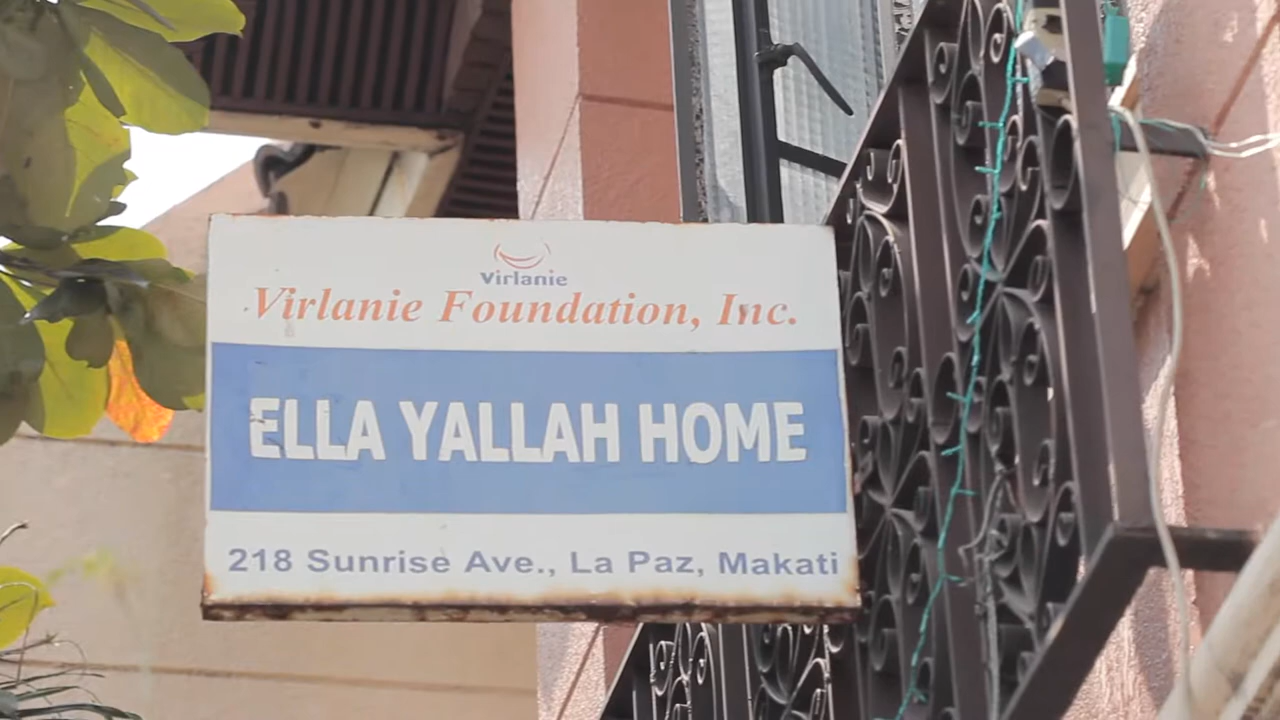 Virlanie
Virlanie Foundation, Inc.
ELLA YALLAH HOME
218 Sunrise Ave., La Paz, Makati